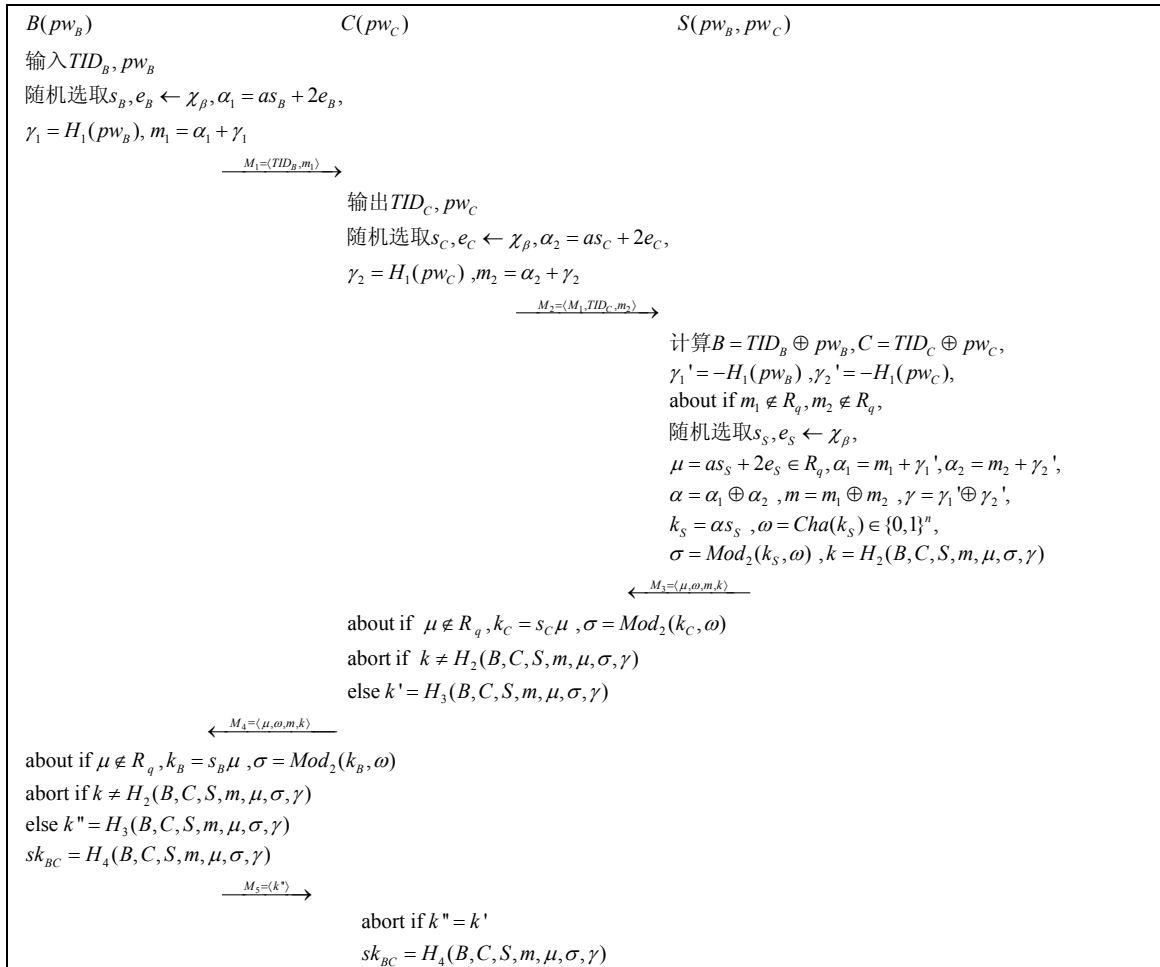 B(pw_B) C(pw_C) S(pw_B, pw_C)
输入TID_B, pw_B
随机选取s_B, e_B ← χ_β, α_1 = as_B + 2e_B,
γ_1 = H_1(pw_B), m_1 = α_1 + γ_1
M_1=⟨TID_B,m_1⟩
输出TID_C, pw_C
随机选取s_C, e_C ← χ_β, α_2 = as_C + 2e_C,
γ_2 = H_1(pw_C) ,m_2 = α_2 + γ_2
M_2=⟨M_1,TID_C,m_2⟩
计算B = TID_B ⊕ pw_B, C = TID_C ⊕ pw_C,
γ_1' = −H_1(pw_B) ,γ_2' = −H_1(pw_C),
about if m_1 ∉ R_q, m_2 ∉ R_q,
随机选取s_S, e_S ← χ_β,
μ = as_S + 2e_S ∈ R_q, α_1 = m_1 + γ_1', α_2 = m_2 + γ_2',
α = α_1 ⊕ α_2 , m = m_1 ⊕ m_2 , γ = γ_1'⊕ γ_2',
k_S = αs_S , ω = Cha(k_S) ∈ {0,1}^n,
σ = Mod_2(k_S, ω) , k = H_2(B, C, S, m, μ, σ, γ)
M_3=⟨μ,ω,m,k⟩
about if μ ∉ R_q , k_C = s_Cμ , σ = Mod_2(k_C, ω)
abort if k ≠ H_2(B, C, S, m, μ, σ, γ)
else k' = H_3(B, C, S, m, μ, σ, γ)
M_4=⟨μ,ω,m,k⟩
about if μ ∉ R_q , k_B = s_Bμ , σ = Mod_2(k_B, ω)
abort if k ≠ H_2(B, C, S, m, μ, σ, γ)
else k" = H_3(B, C, S, m, μ, σ, γ)
sk_BC = H_4(B, C, S, m, μ, σ, γ)
M_5=⟨k"⟩
abort if k" = k'
sk_BC = H_4(B, C, S, m, μ, σ, γ)